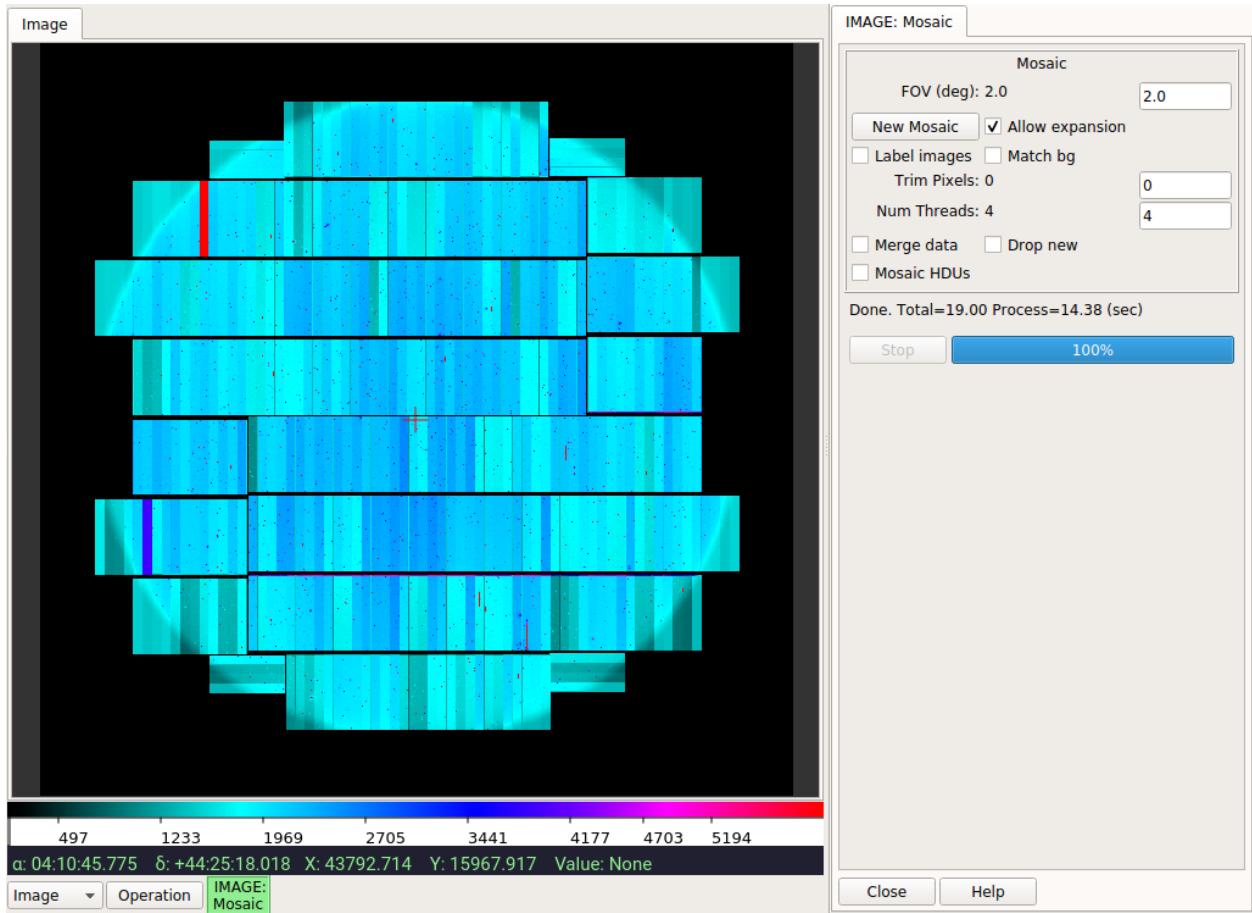 Image
IMAGE: Mosaic
Mosaic
FOV (deg): 2.0 2.0
New Mosaic Allow expansion
Label images Match bg
Trim Pixels: 0 0
Num Threads: 4 4
Merge data Drop new
Mosaic HDUs
Done. Total=19.00 Process=14.38 (sec)
Stop 100%
497 1233 1969 2705 3441 4177 4703 5194
α: 04:10:45.775 δ: +44:25:18.018 X: 43792.714 Y: 15967.917 Value: None
Image Operation IMAGE:
Mosaic
Close Help